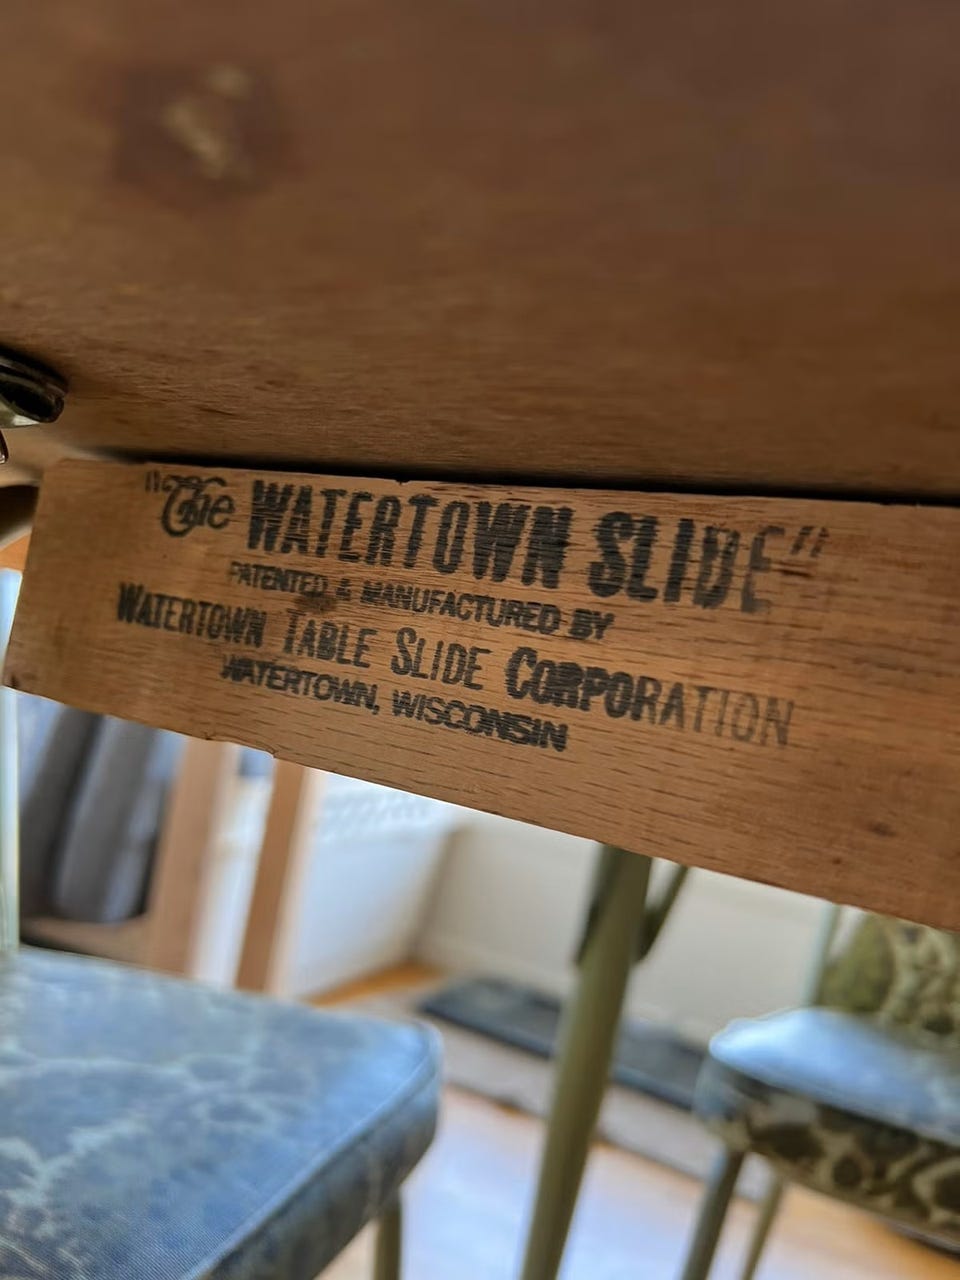 "The WATERTOWN SLIDE"
PATENTED & MANUFACTURED BY
WATERTOWN TABLE SLIDE CORPORATION
WATERTOWN, WISCONSIN